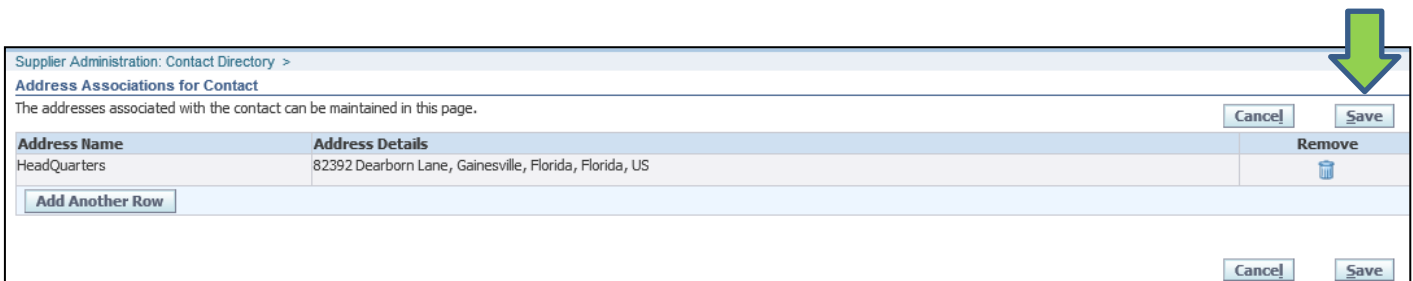 Supplier Administration: Contact Directory >
Address Associations for Contact
The addresses associated with the contact can be maintained in this page.
Cancel Save
Address Name Address Details Remove
HeadQuarters 82392 Dearborn Lane, Gainesville, Florida, Florida, US
Add Another Row
Cancel Save